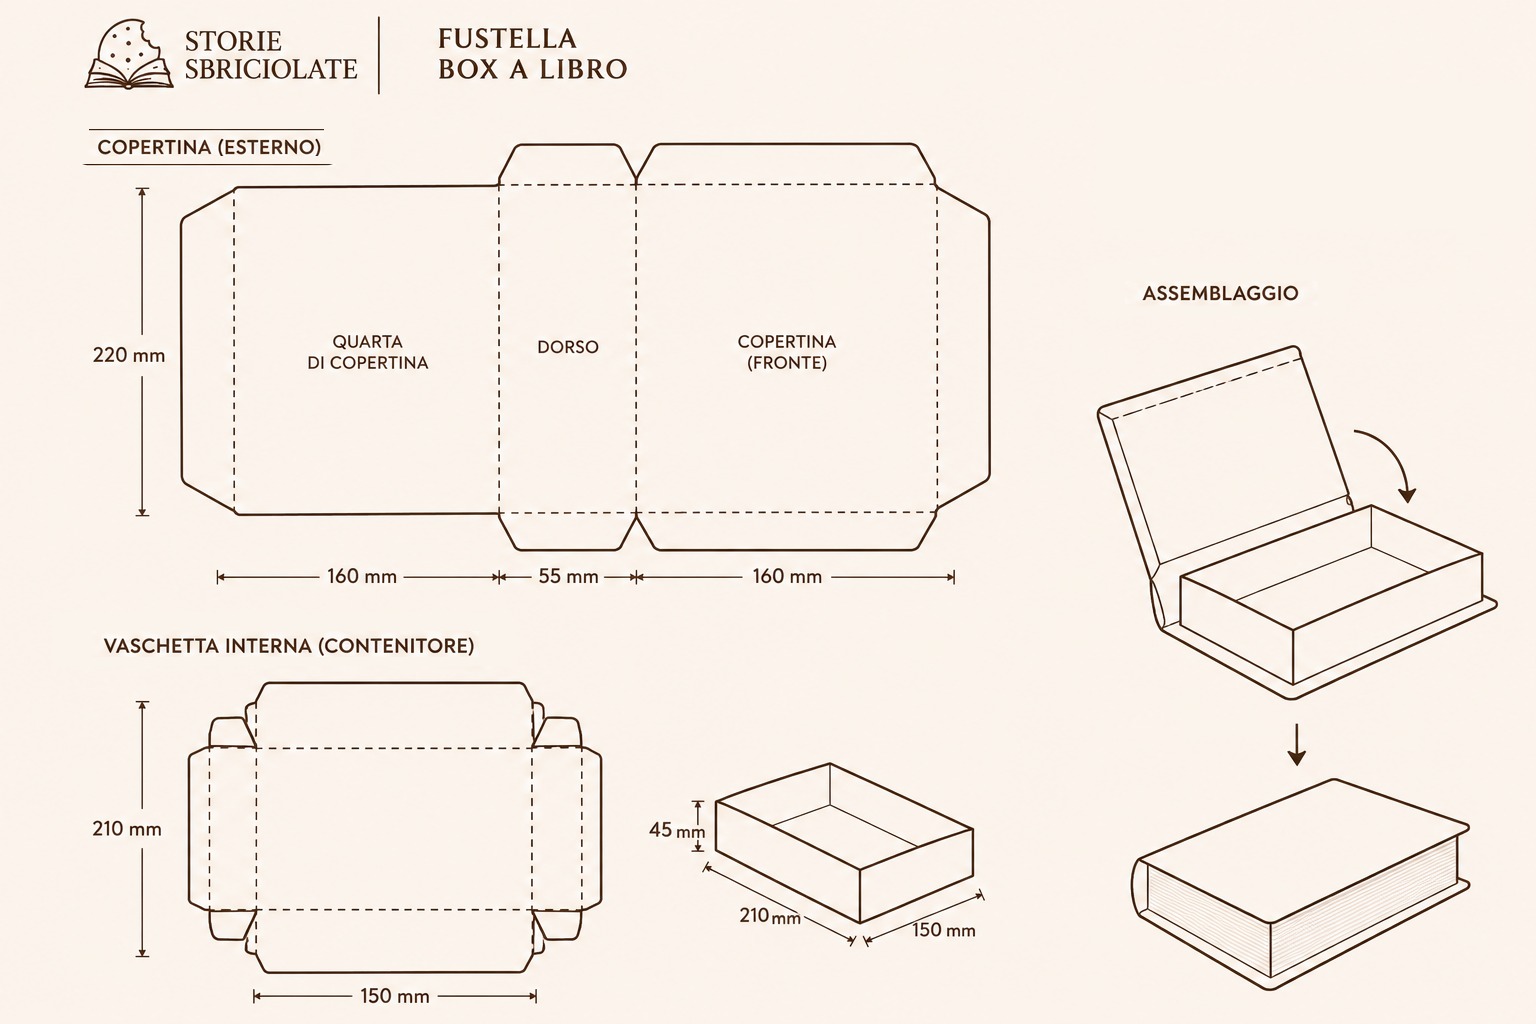 STORIE
SBRICIOLATE
FUSTELLA
BOX A LIBRO
COPERTINA (ESTERNO)
220 mm
QUARTA
DI COPERTINA
DORSO
COPERTINA
(FRONTE)
160 mm
55 mm
160 mm
ASSEMBLAGGIO
VASCHETTA INTERNA (CONTENITORE)
210 mm
150 mm
45 mm
210 mm
150 mm